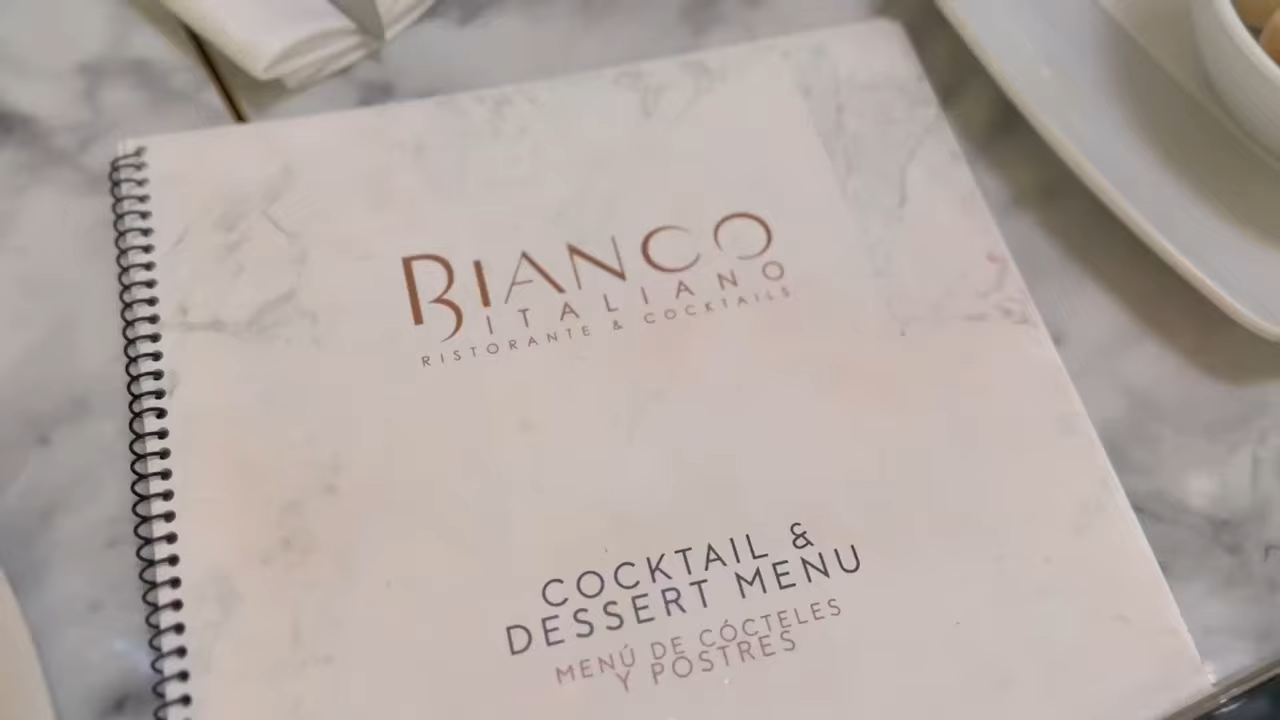 BIANCO
ITALIANO
RISTORANTE & COCKTAILS
COCKTAIL &
DESSERT MENU
MENÚ DE CÓCTELES
Y POSTRES